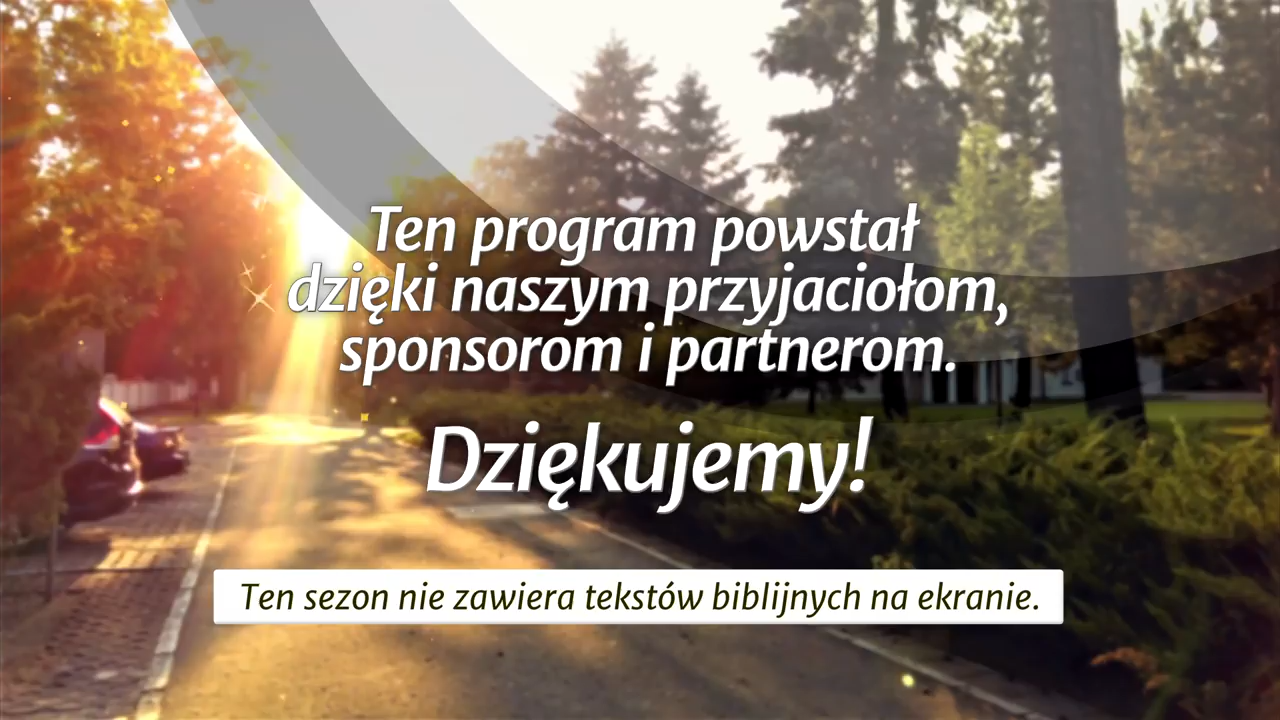 Ten program powstał
dzięki naszym przyjaciołom,
sponsorom i partnerom.
Dziękujemy!
Ten sezon nie zawiera tekstów biblijnych na ekranie.